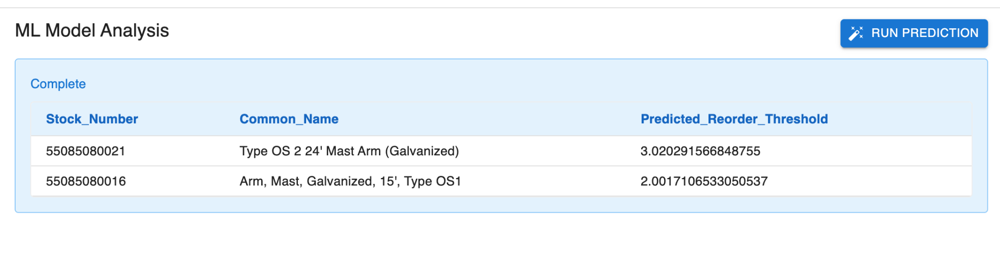 ML Model Analysis
RUN PREDICTION
Complete
Stock_Number Common_Name Predicted_Reorder_Threshold
55085080021 Type OS 2 24' Mast Arm (Galvanized) 3.020291566848755
55085080016 Arm, Mast, Galvanized, 15', Type OS1 2.0017106533050537